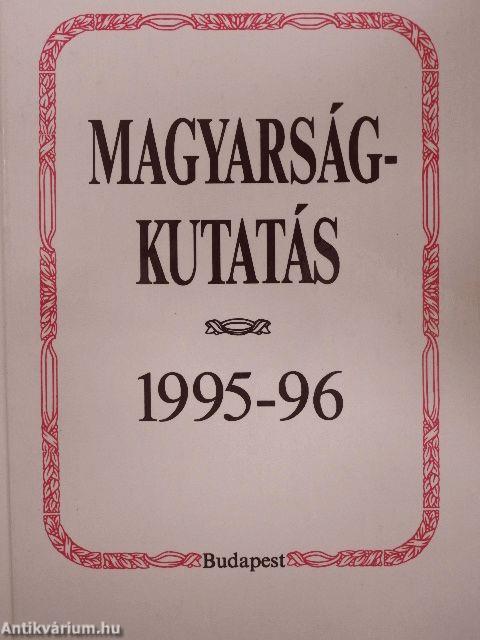 MAGYARSÁG-
KUTATÁS
1995-96
Budapest
Antikvárium.hu